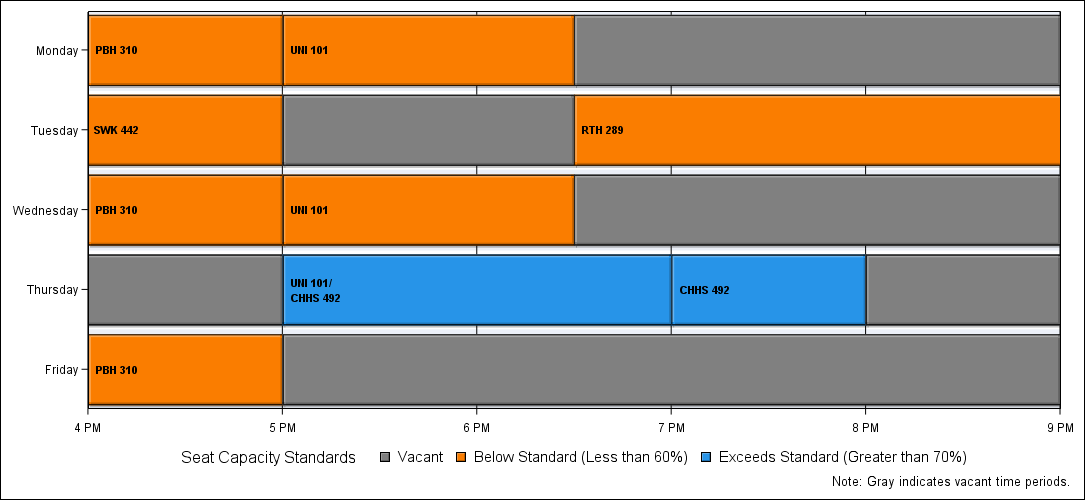 Monday
PBH 310
UNI 101
Tuesday
SWK 442
RTH 289
Wednesday
PBH 310
UNI 101
Thursday
UNI 101/
CHHS 492
CHHS 492
Friday
PBH 310
4 PM 5 PM 6 PM 7 PM 8 PM 9 PM
Seat Capacity Standards Vacant Below Standard (Less than 60%) Exceeds Standard (Greater than 70%)
Note: Gray indicates vacant time periods.